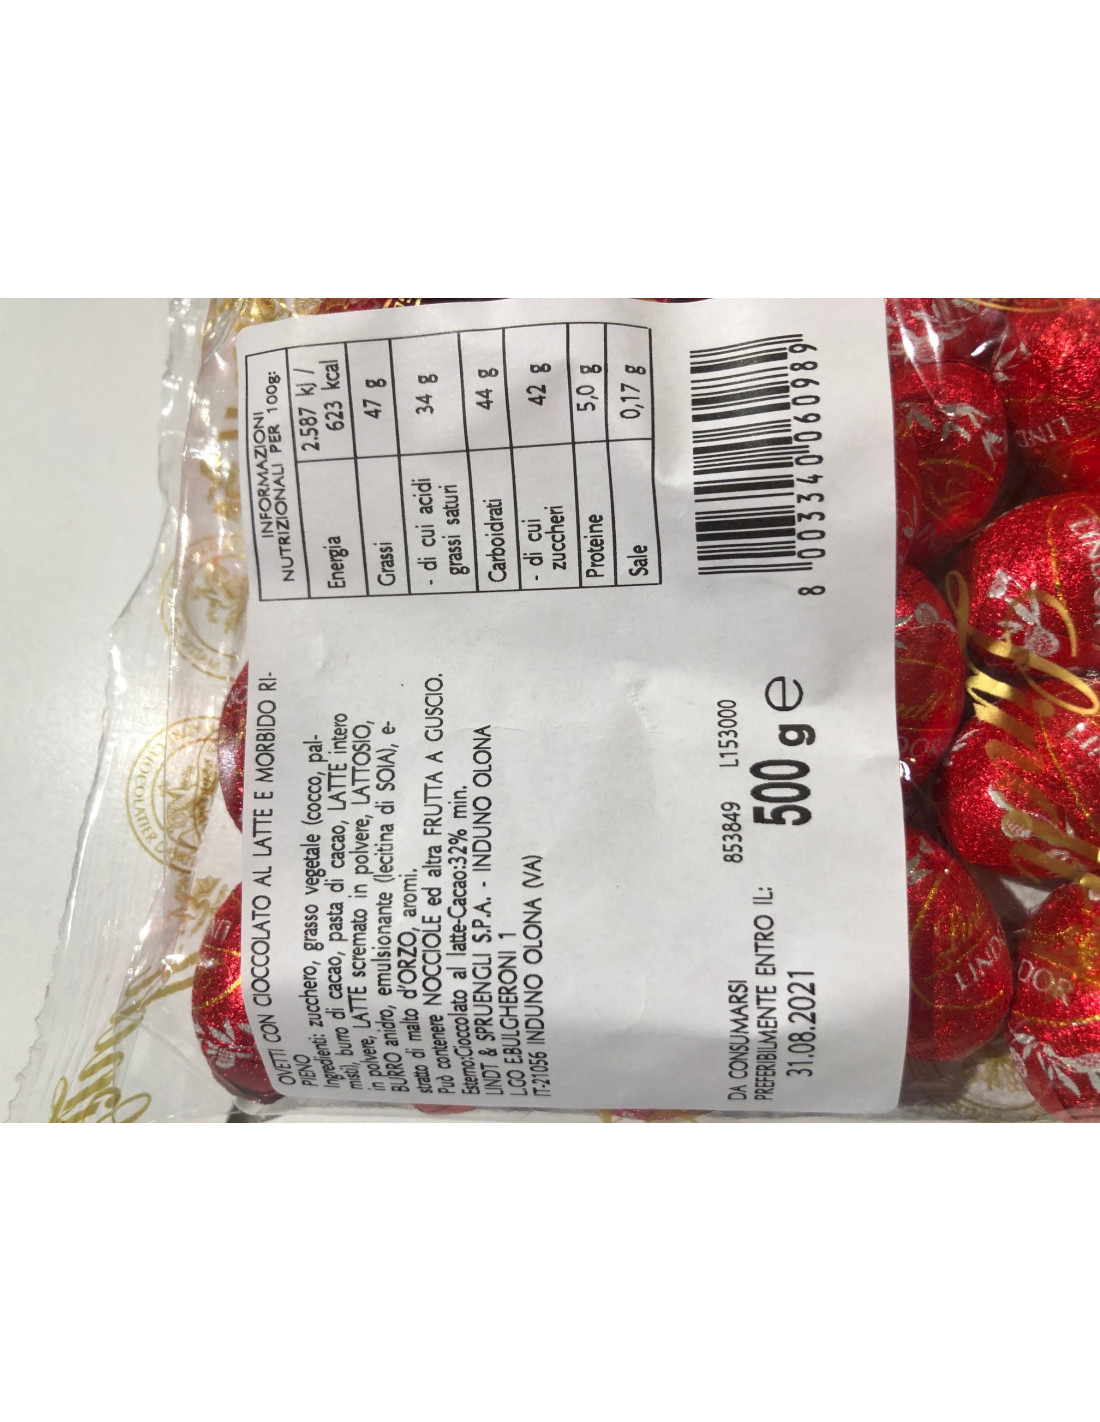 OVETTI CON CIOCCOLATO AL LATTE E MORBIDO RI-
PIENO
Ingredienti: zucchero, grasso vegetale (cocco, pal-
misti), burro di cacao, pasta di cacao, LATTE intero
in polvere, LATTE scremato in polvere, LATTOSIO,
BURRO anidro, emulsionante (lecitina di SOIA), e-
stratto di malto d'ORZO, aromi.
Può contenere NOCCIOLE ed altra FRUTTA A GUSCIO.
Esterno:Cioccolato al latte-Cacao:32% min.
LINDT & SPRUENGLI S.P.A. - INDUNO OLONA
L.GO E.BULGHERONI 1
IT-21056 INDUNO OLONA (VA)
INFORMAZIONI
NUTRIZIONALI PER 100g:
Energia 2.587 kJ /
623 kcal
Grassi 47 g
- di cui acidi
grassi saturi 34 g
Carboidrati 44 g
- di cui
zuccheri 42 g
Proteine 5,0 g
Sale 0,17 g
DA CONSUMARSI
PREFERIBILMENTE ENTRO IL:
31.08.2021
853849 L153000
500 g e
8 003340 060989
LINDT
DOR
LIND